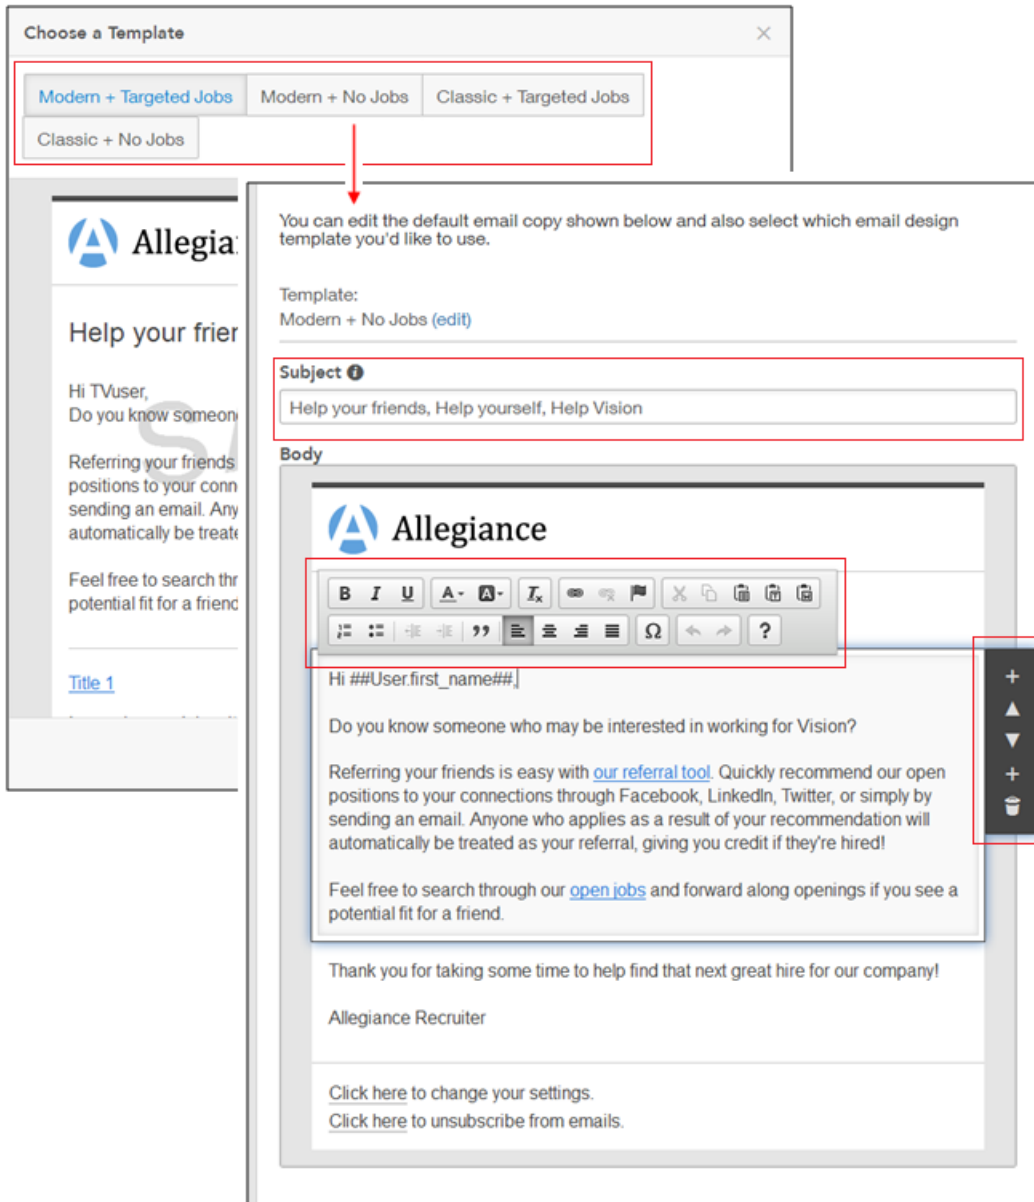 Choose a Template
Modern + Targeted Jobs
Modern + No Jobs
Classic + Targeted Jobs
Classic + No Jobs
Allegia
Help your frien
Hi TVuser,
Do you know someon
Referring your friends
positions to your conn
sending an email. Any
automatically be treate
Feel free to search thr
potential fit for a friend
Title 1
You can edit the default email copy shown below and also select which email design
template you'd like to use.
Template:
Modern + No Jobs (edit)
Subject
Help your friends, Help yourself, Help Vision
Body
Allegiance
B I U A A Tx
Ω ?
Hi ##User.first_name##,
Do you know someone who may be interested in working for Vision?
Referring your friends is easy with our referral tool. Quickly recommend our open
positions to your connections through Facebook, LinkedIn, Twitter, or simply by
sending an email. Anyone who applies as a result of your recommendation will
automatically be treated as your referral, giving you credit if they're hired!
Feel free to search through our open jobs and forward along openings if you see a
potential fit for a friend.
Thank you for taking some time to help find that next great hire for our company!
Allegiance Recruiter
Click here to change your settings.
Click here to unsubscribe from emails.